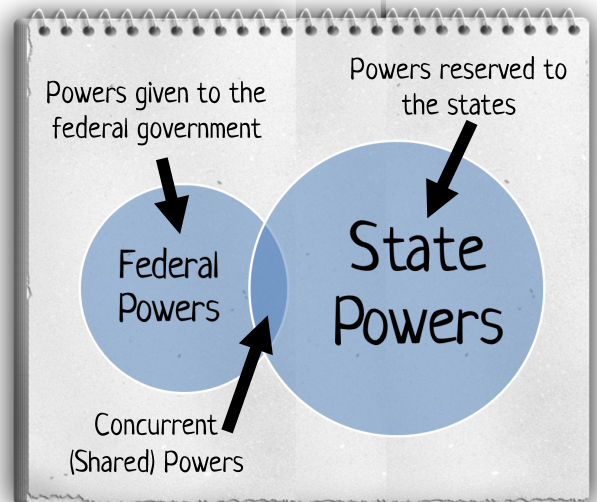 Powers given to the
federal government
Powers reserved to
the states
Federal
Powers
State
Powers
Concurrent
(Shared) Powers